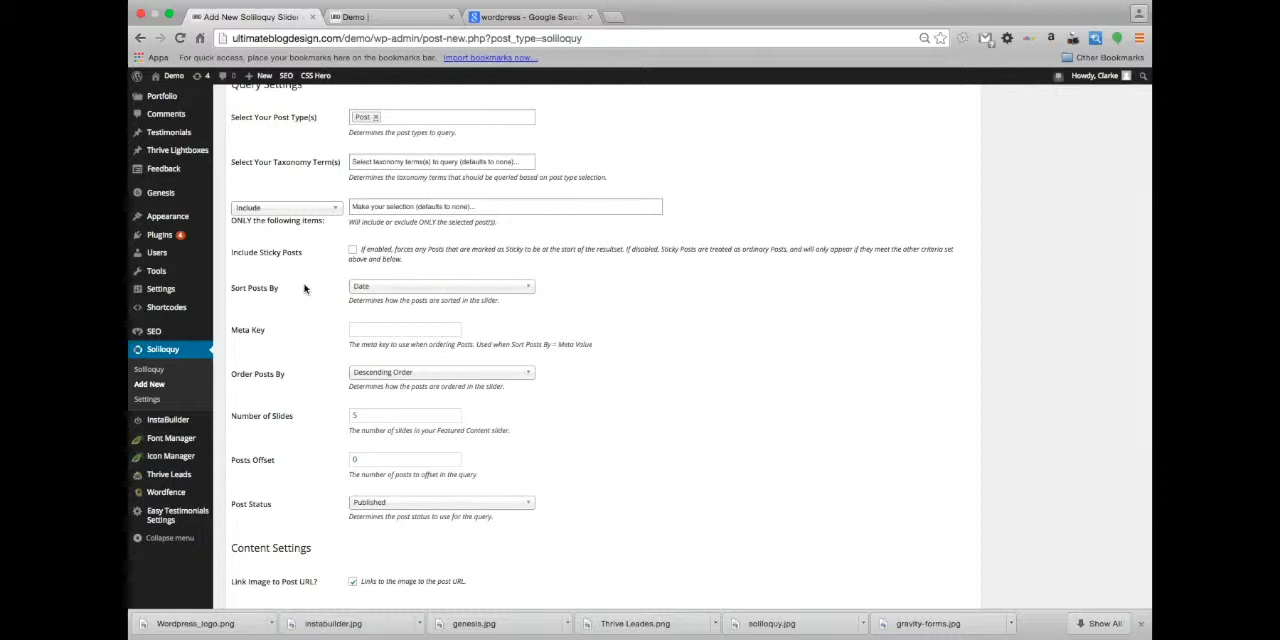 Add New Soliloquy Slider
Demo |
wordpress - Google Searc
ultimateblogdesign.com/demo/wp-admin/post-new.php?post_type=soliloquy
Apps
For quick access, place your bookmarks here on the bookmarks bar. Import bookmarks now...
Other Bookmarks
Demo
4
0
New
SEO
CSS Hero
Howdy, Clarke
Portfolio
Comments
Testimonials
Thrive Lightboxes
Feedback
Genesis
Appearance
Plugins 4
Users
Tools
Settings
Shortcodes
SEO
Soliloquy
Soliloquy
Add New
Settings
InstaBuilder
Font Manager
Icon Manager
Thrive Leads
Wordfence
Easy Testimonials
Settings
Collapse menu
Query Settings
Select Your Post Type(s)
Post x
Determines the post types to query.
Select Your Taxonomy Term(s)
Select taxonomy terms(s) to query (defaults to none)...
Determines the taxonomy terms that should be queried based on post type selection.
Include
Make your selection (defaults to none)...
ONLY the following items:
Will include or exclude ONLY the selected post(s).
Include Sticky Posts
If enabled, forces any Posts that are marked as Sticky to be at the start of the resultset. If disabled, Sticky Posts are treated as ordinary Posts, and will only appear if they meet the other criteria set
above and below.
Sort Posts By
Date
Determines how the posts are sorted in the slider.
Meta Key
The meta key to use when ordering Posts. Used when Sort Posts By = Meta Value
Order Posts By
Descending Order
Determines how the posts are ordered in the slider.
Number of Slides
5
The number of slides in your Featured Content slider.
Posts Offset
0
The number of posts to offset in the query.
Post Status
Published
Determines the post status to use for the query.
Content Settings
Link Image to Post URL?
Links to the image to the post URL.
Wordpress_logo.png
instabuilder.jpg
genesis.jpg
Thrive Leades.png
soliloquy.jpg
gravity-forms.jpg
Show All